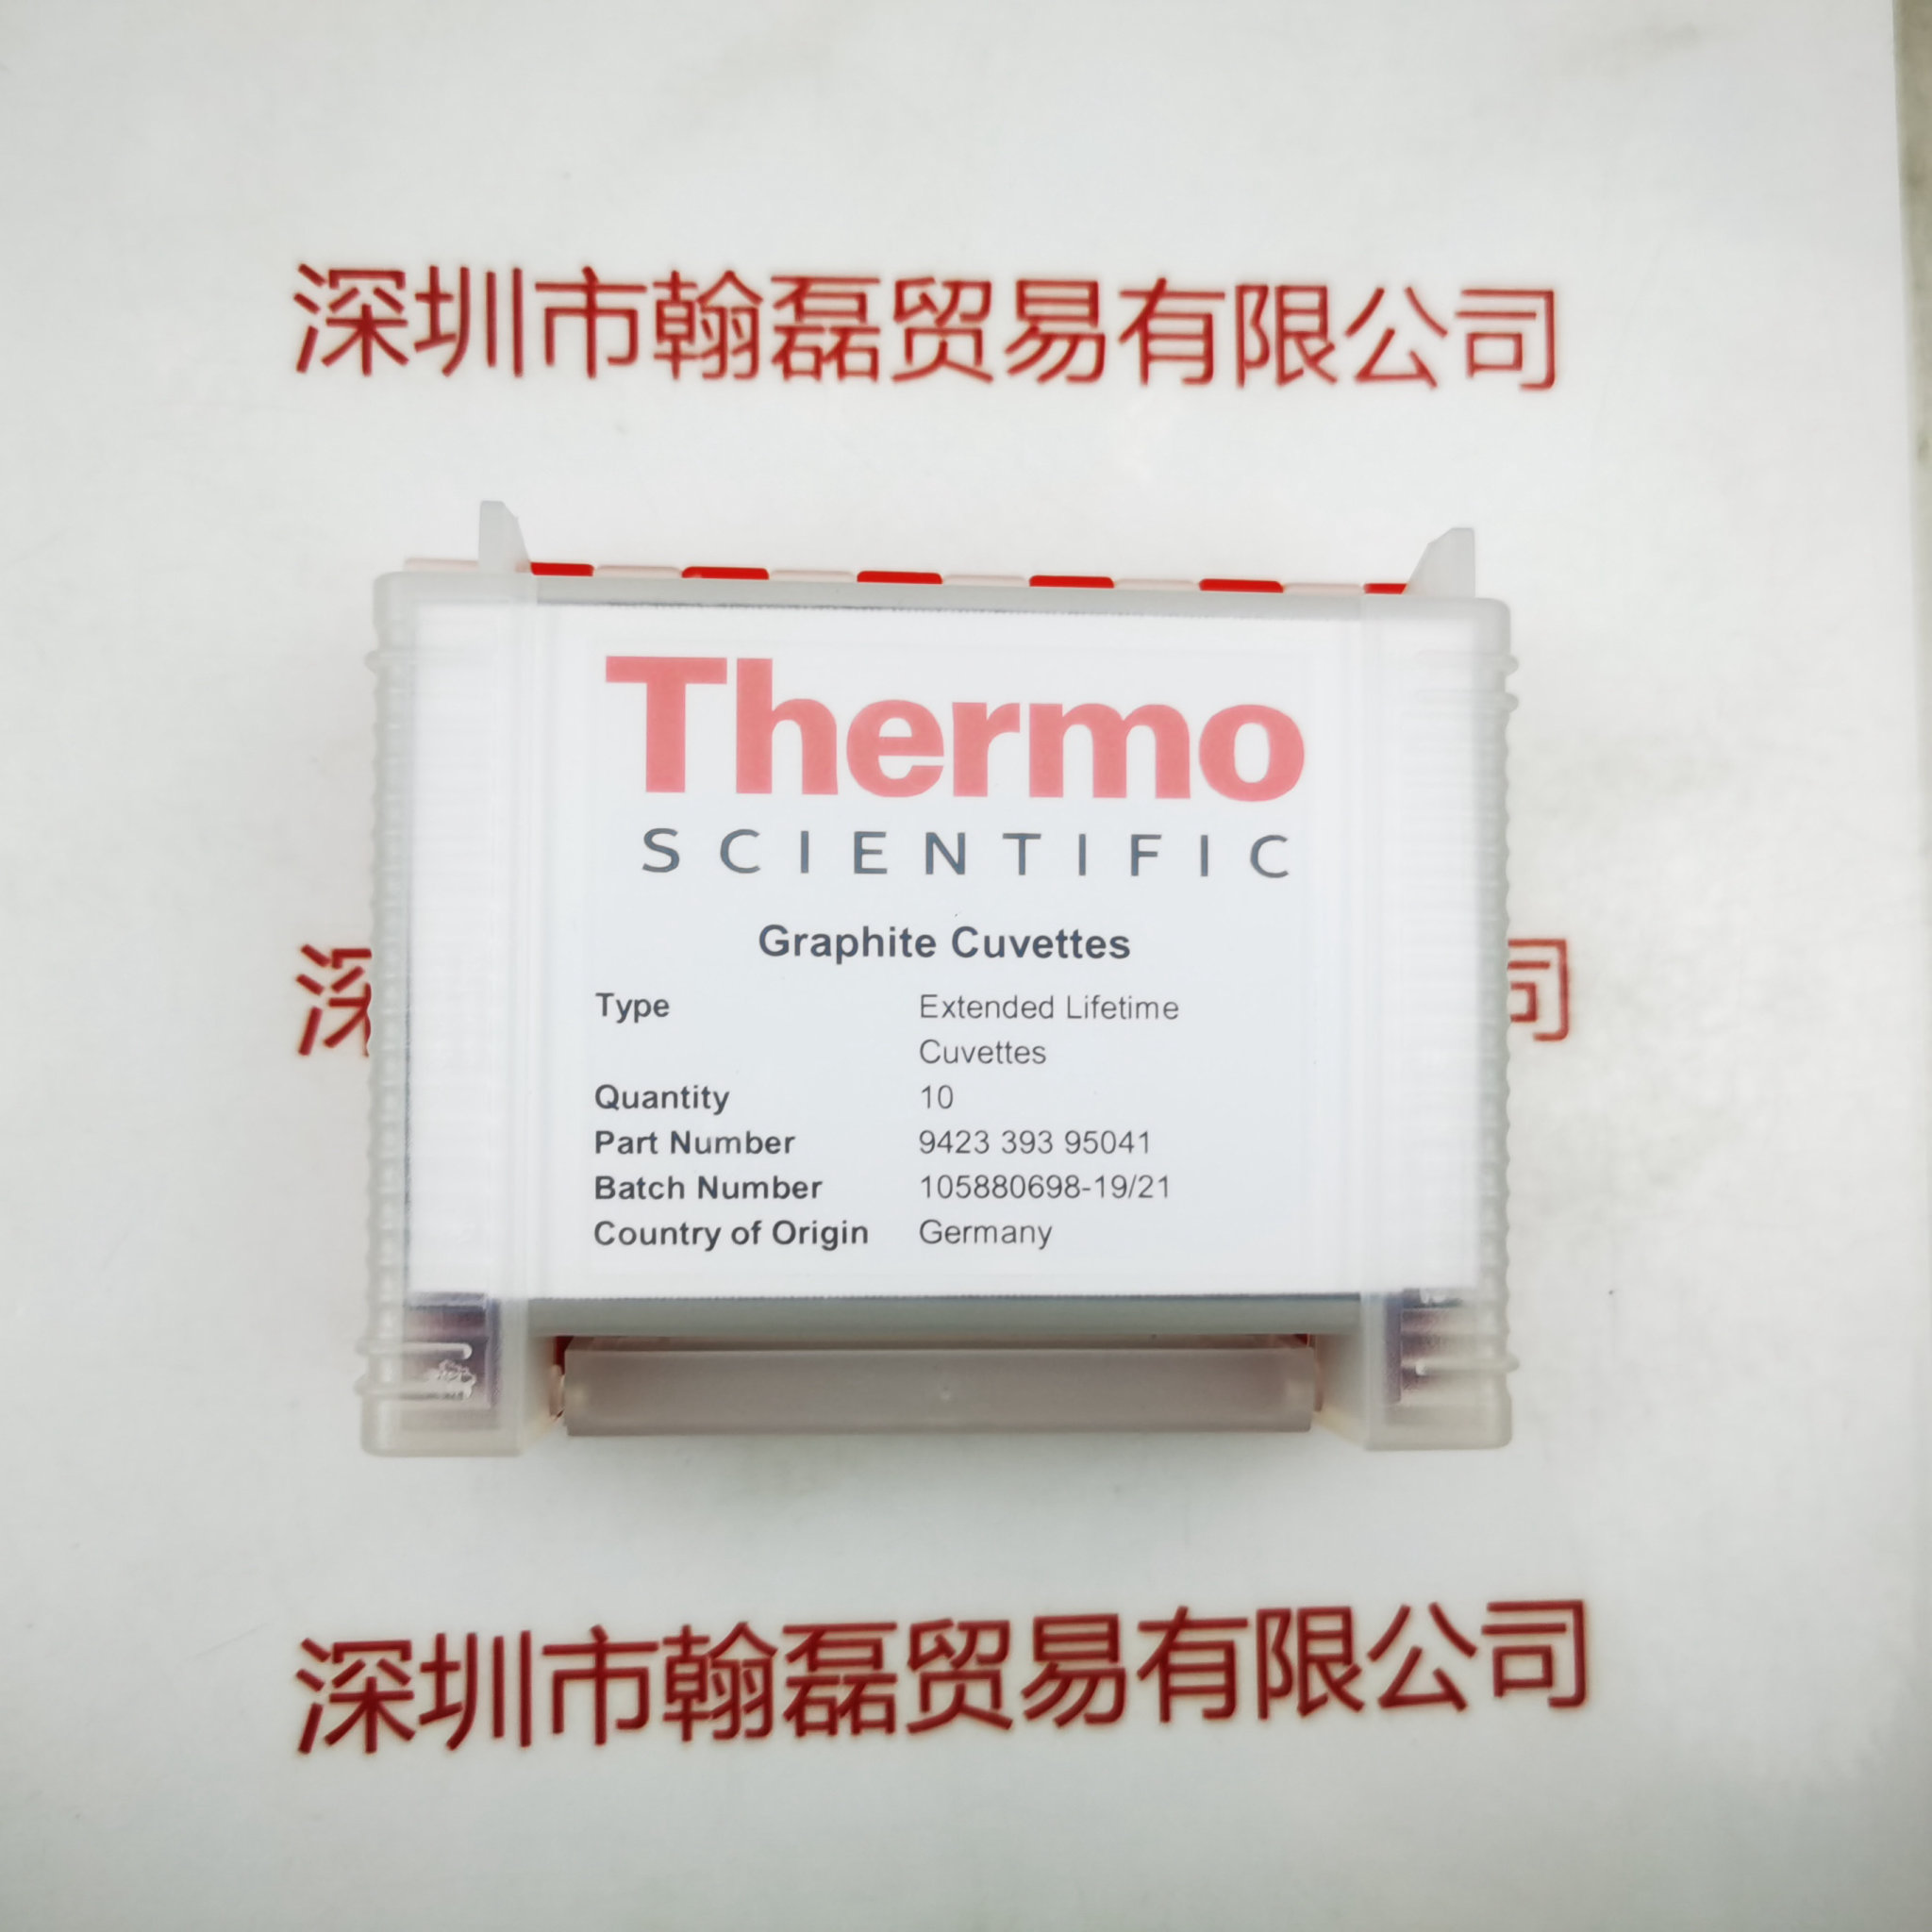 深圳市翰磊贸易有限公司
Thermo
SCIENTIFIC
Graphite Cuvettes
Type Extended Lifetime
Cuvettes
深 司
Quantity 10
Part Number 9423 393 95041
Batch Number 105880698-19/21
Country of Origin Germany
深圳市翰磊贸易有限公司